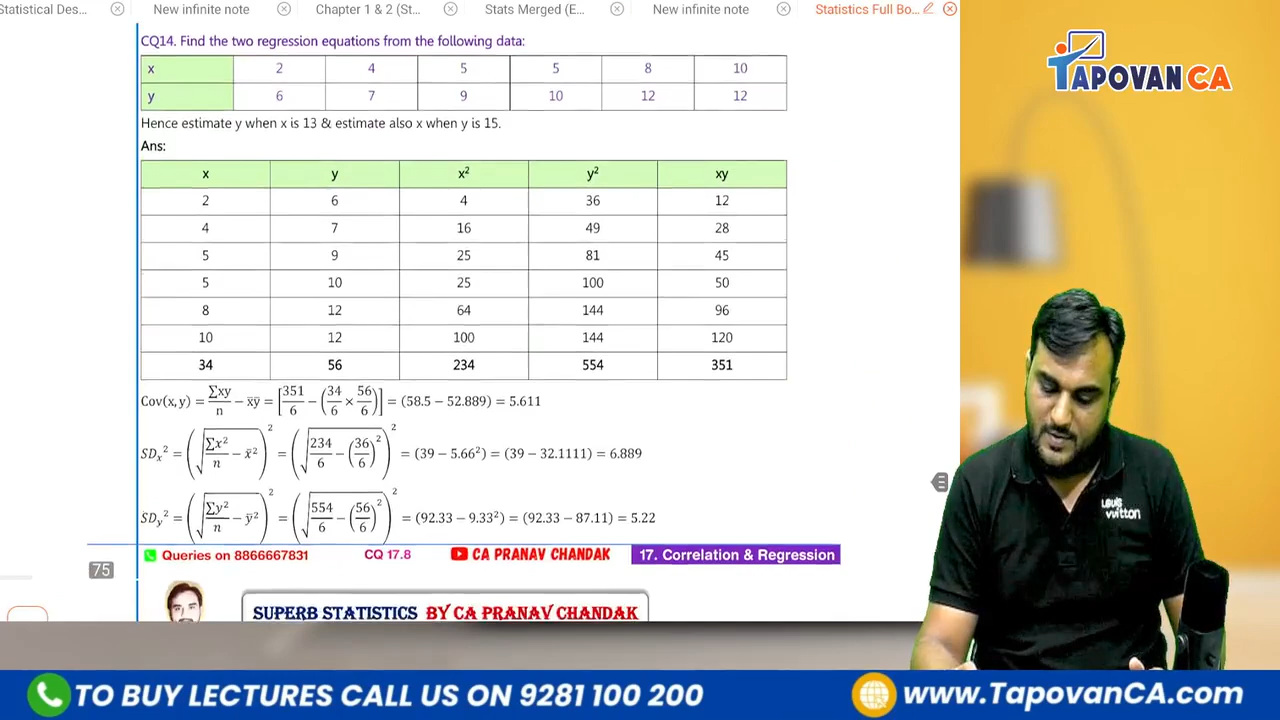 Statistical Des...
New infinite note
Chapter 1 & 2 (St...
Stats Merged (E...
New infinite note
Statistics Full Bo...
TAPOVAN CA
CQ14. Find the two regression equations from the following data:
x 2 4 5 5 8 10
y 6 7 9 10 12 12
Hence estimate y when x is 13 & estimate also x when y is 15.
Ans:
x y x² y² xy
2 6 4 36 12
4 7 16 49 28
5 9 25 81 45
5 10 25 100 50
8 12 64 144 96
10 12 100 144 120
34 56 234 554 351
Cov(x, y) = ∑xy/n − x̄ȳ = [351/6 − (34/6 × 56/6)] = (58.5 − 52.889) = 5.611
SDₓ² = (√(∑x²/n − x̄²))² = (√(234/6 − (36/6)²))² = (39 − 5.66²) = (39 − 32.1111) = 6.889
SDᵧ² = (√(∑y²/n − ȳ²))² = (√(554/6 − (56/6)²))² = (92.33 − 9.33²) = (92.33 − 87.11) = 5.22
75
Queries on 8866667831
CQ 17.8
CA PRANAV CHANDAK
17. Correlation & Regression
SUPERB STATISTICS BY CA PRANAV CHANDAK
LOUIS
VUITTON
TO BUY LECTURES CALL US ON 9281 100 200
www.TapovanCA.com